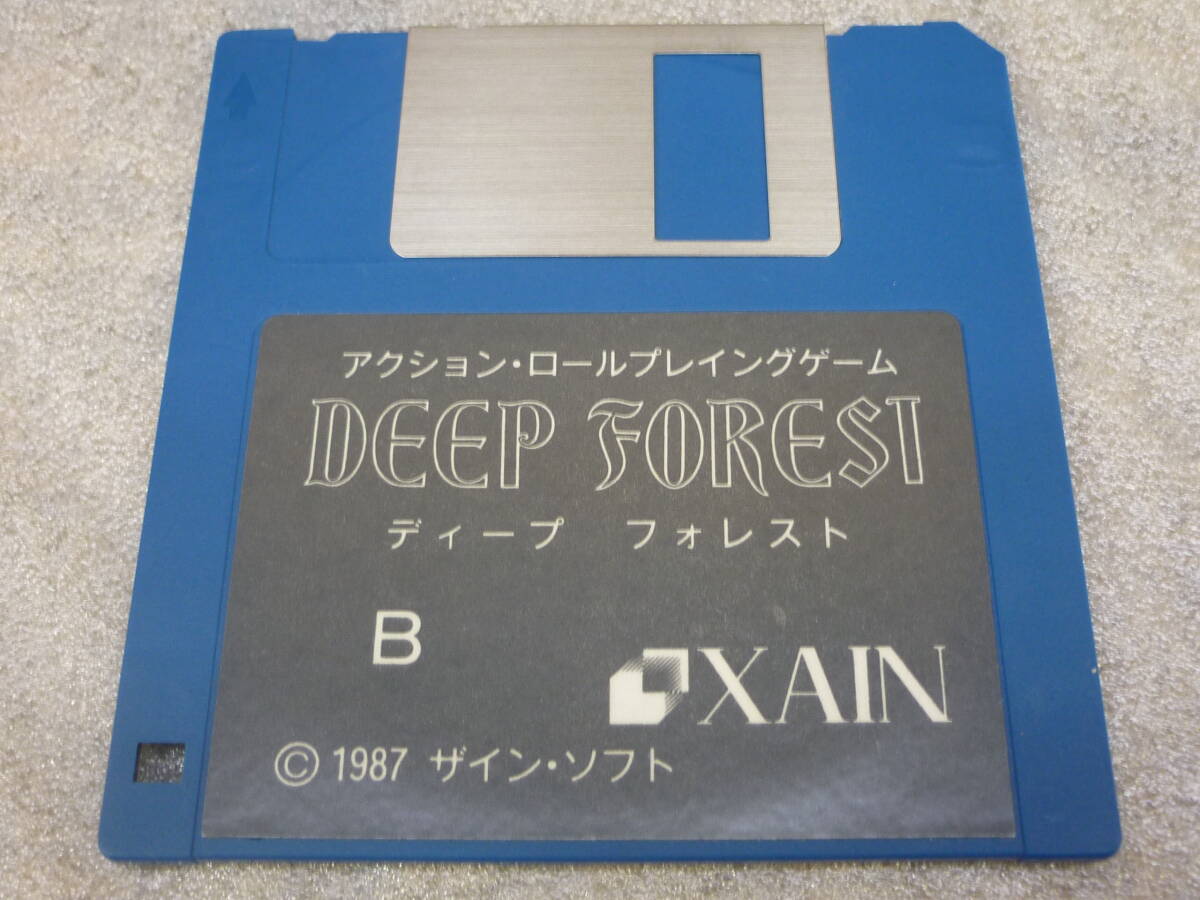 アクション・ロールプレイングゲーム
DEEP FOREST
ディープ フォレスト
B
XAIN
© 1987 ザイン・ソフト